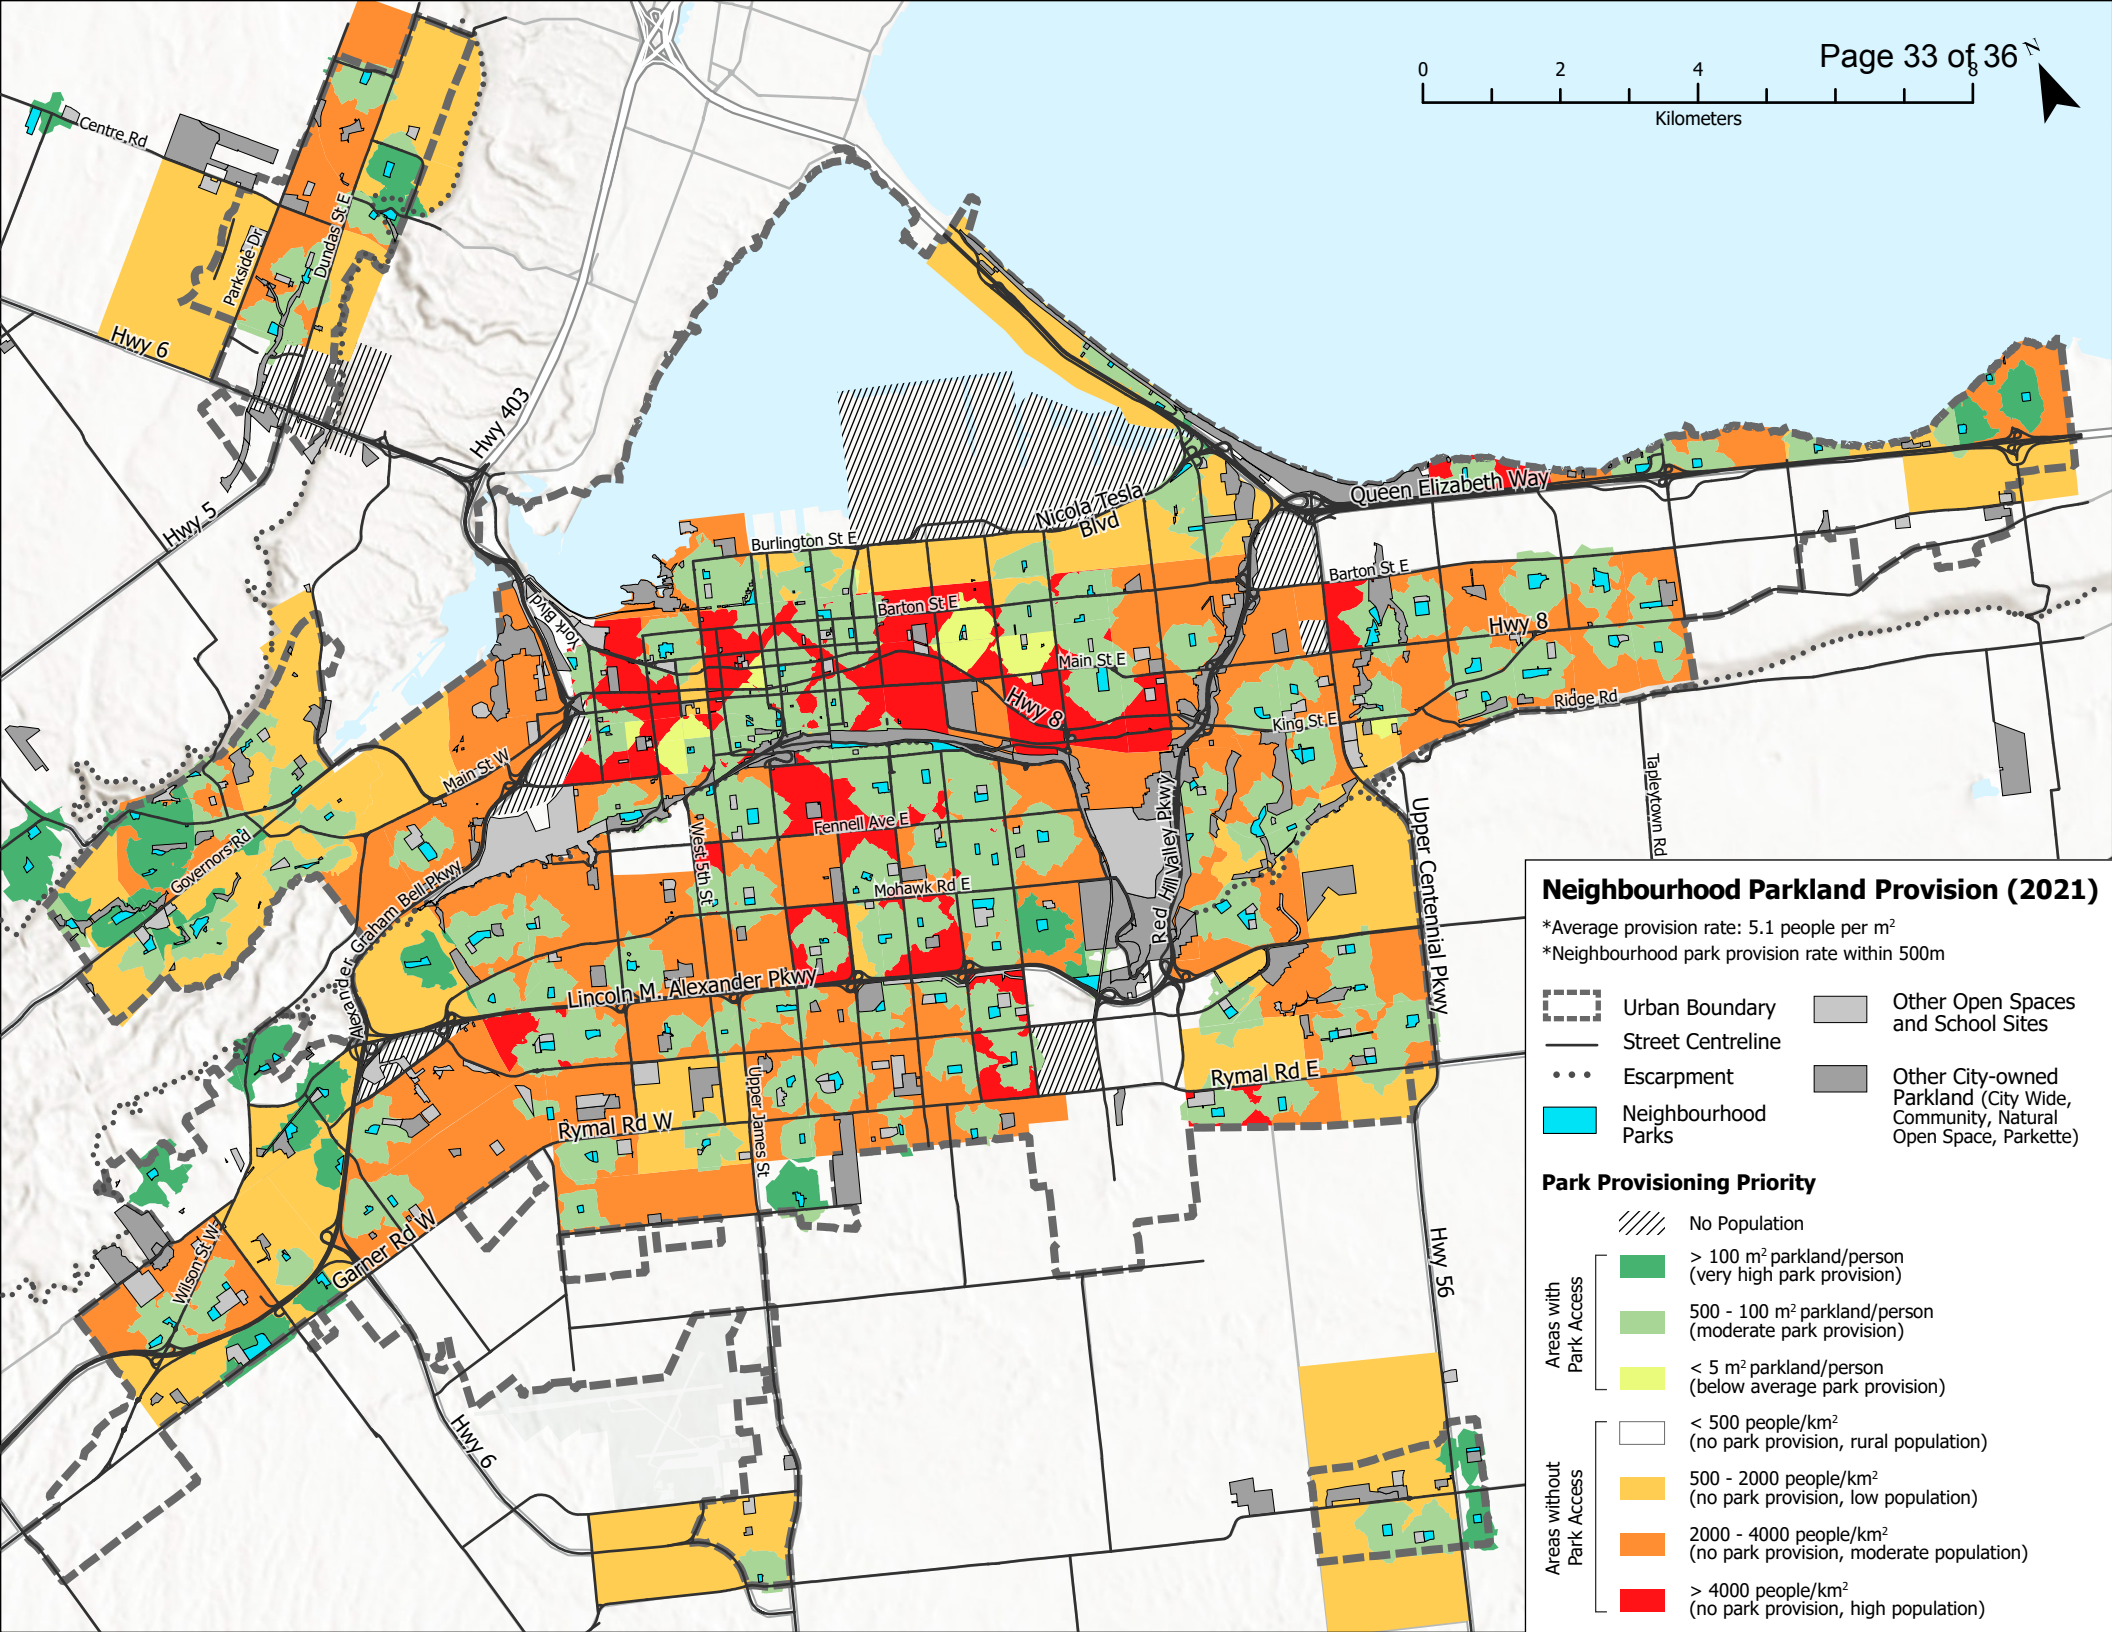 Page 33 of 36
N
0 2 4 8
Kilometers
Centre Rd
Parkside Dr
Dundas St E
Hwy 6
Hwy 403
Hwy 5
Nicola Tesla
Blvd
Burlington St E
Queen Elizabeth Way
York Blvd
Barton St E
Barton St E
Hwy 8
Main St E
Hwy 8
Ridge Rd
King St E
Main St W
Tapleytown Rd
Fennell Ave E
West 5th St
Red Hill Valley Pkwy
Upper Centennial Pkwy
Governors Rd
Mohawk Rd E
Alexander Graham Bell Pkwy
Lincoln M. Alexander Pkwy
Rymal Rd E
Upper James St
Rymal Rd W
Garner Rd W
Wilson St W
Hwy 56
Hwy 6
Neighbourhood Parkland Provision (2021)
*Average provision rate: 5.1 people per m²
*Neighbourhood park provision rate within 500m
Urban Boundary
Street Centreline
Escarpment
Neighbourhood
Parks
Other Open Spaces
and School Sites
Other City-owned
Parkland (City Wide,
Community, Natural
Open Space, Parkette)
Park Provisioning Priority
No Population
Areas with
Park Access
> 100 m² parkland/person
(very high park provision)
500 - 100 m² parkland/person
(moderate park provision)
< 5 m² parkland/person
(below average park provision)
Areas without
Park Access
< 500 people/km²
(no park provision, rural population)
500 - 2000 people/km²
(no park provision, low population)
2000 - 4000 people/km²
(no park provision, moderate population)
> 4000 people/km²
(no park provision, high population)